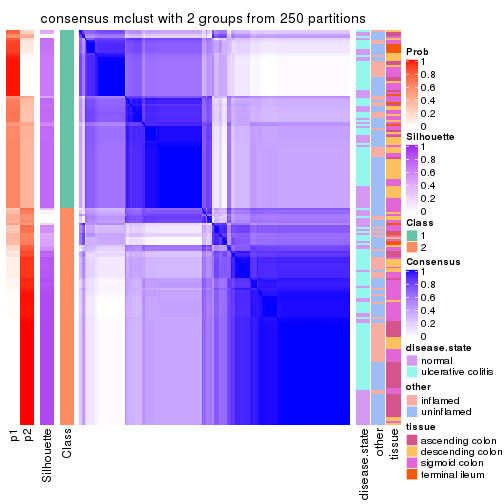 consensus mclust with 2 groups from 250 partitions
Prob
1
0.8
0.6
0.4
0.2
0
Silhouette
1
0.8
0.6
0.4
0.2
0
Class
1
2
Consensus
1
0.8
0.6
0.4
0.2
0
disease.state
normal
ulcerative colitis
other
inflamed
uninflamed
tissue
ascending colon
descending colon
sigmoid colon
terminal ileum
p1
p2
Silhouette
Class
disease.state
other
tissue